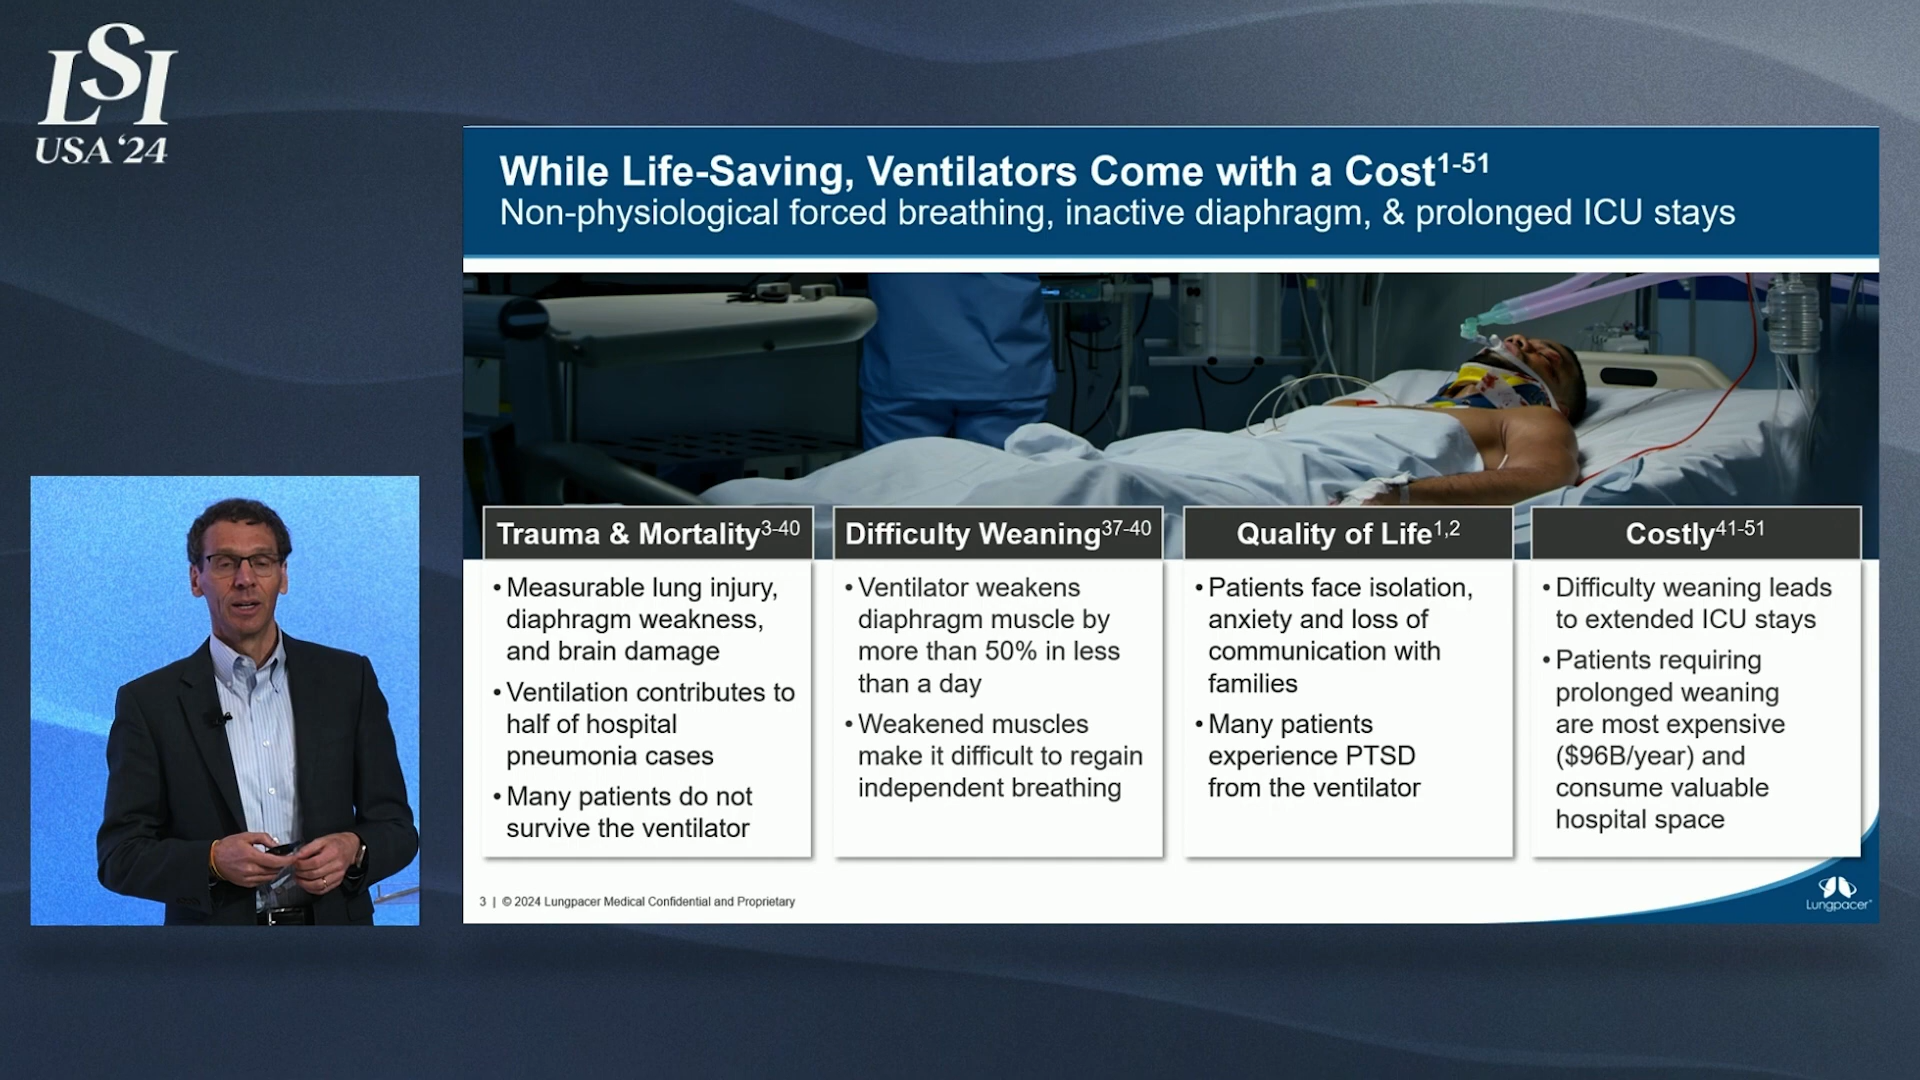 LSI
USA '24
While Life-Saving, Ventilators Come with a Cost1-51
Non-physiological forced breathing, inactive diaphragm, & prolonged ICU stays
Trauma & Mortality3-40
• Measurable lung injury,
diaphragm weakness,
and brain damage
• Ventilation contributes to
half of hospital
pneumonia cases
• Many patients do not
survive the ventilator
Difficulty Weaning37-40
• Ventilator weakens
diaphragm muscle by
more than 50% in less
than a day
• Weakened muscles
make it difficult to regain
independent breathing
Quality of Life1,2
• Patients face isolation,
anxiety and loss of
communication with
families
• Many patients
experience PTSD
from the ventilator
Costly41-51
• Difficulty weaning leads
to extended ICU stays
• Patients requiring
prolonged weaning
are most expensive
($96B/year) and
consume valuable
hospital space
3 | © 2024 Lungpacer Medical Confidential and Proprietary
Lungpacer